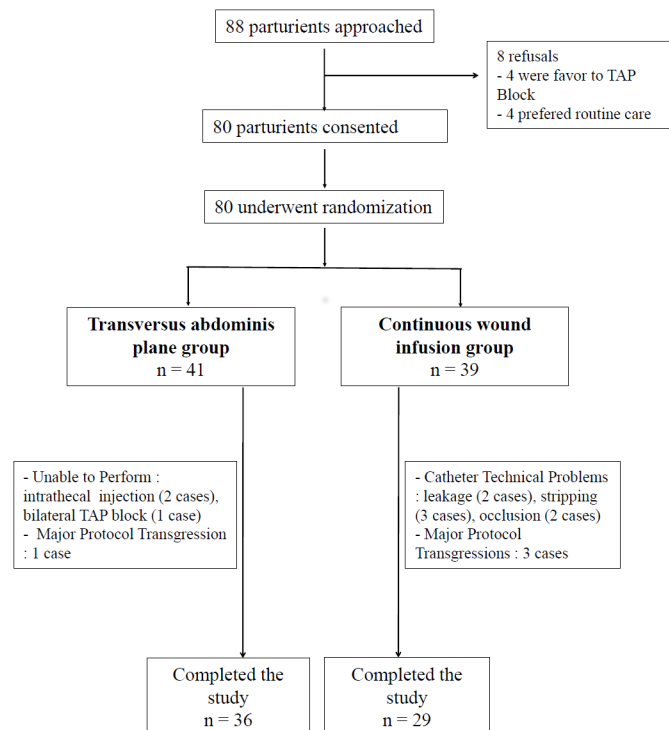 88 parturients approached
8 refusals
- 4 were favor to TAP
Block
- 4 prefered routine care
80 parturients consented
80 underwent randomization
Transversus abdominis
plane group
n = 41
Continuous wound
infusion group
n = 39
- Unable to Perform :
intrathecal injection (2 cases),
bilateral TAP block (1 case)
- Major Protocol Transgression
: 1 case
- Catheter Technical Problems
: leakage (2 cases), stripping
(3 cases), occlusion (2 cases)
- Major Protocol
Transgressions : 3 cases
Completed the
study
n = 36
Completed the
study
n = 29